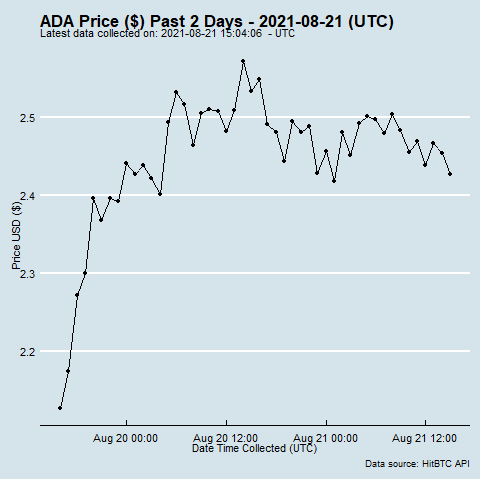 ADA Price ($) Past 2 Days - 2021-08-21 (UTC)
Latest data collected on: 2021-08-21 15:04:06 - UTC
2.5
2.4
2.3
2.2
Price USD ($)
Aug 20 00:00 Aug 20 12:00 Aug 21 00:00 Aug 21 12:00
Date Time Collected (UTC)
Data source: HitBTC API